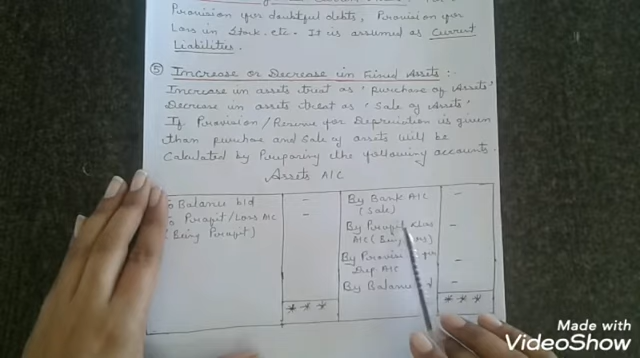 Provision for doubtful debts, Provision for
Loss in Stock. etc. It is assumed as Current
Liabilities.
⑤ Increase or Decrease in Fixed Assets :-
Increase in assets treat as 'purchase of Assets'
Decrease in assets treat as 'Sale of Assets'
If Provision/Reserve for Depreciation is given
than purchase and Sale of assets will be
Calculated by Preparing the following accounts.
Assets A/C
To Balance b/d -
To Profit/Loss A/C -
(Being Profit)
* * *
By Bank A/C -
(Sale)
By Profit & Loss -
A/C (Being Loss)
By Provision for
Dep A/C -
By Balance -
* * *
Made with
VideoShow